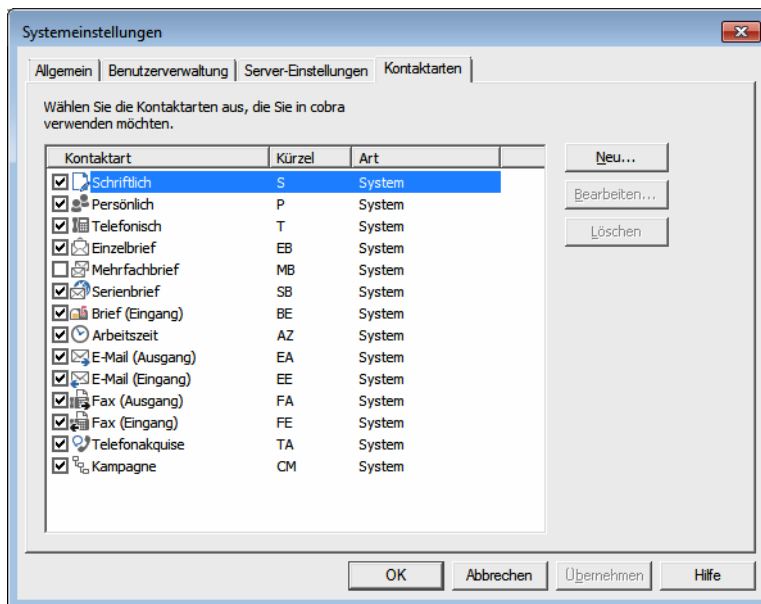 Systemeinstellungen
Allgemein Benutzerverwaltung Server-Einstellungen Kontaktarten
Wählen Sie die Kontaktarten aus, die Sie in cobra
verwenden möchten.
Kontaktart Kürzel Art
Neu...
Schriftlich S System
Bearbeiten...
Persönlich P System
Telefonisch T System
Löschen
Einzelbrief EB System
Mehrfachbrief MB System
Serienbrief SB System
Brief (Eingang) BE System
Arbeitszeit AZ System
E-Mail (Ausgang) EA System
E-Mail (Eingang) EE System
Fax (Ausgang) FA System
Fax (Eingang) FE System
Telefonakquise TA System
Kampagne CM System
OK Abbrechen Übernehmen Hilfe